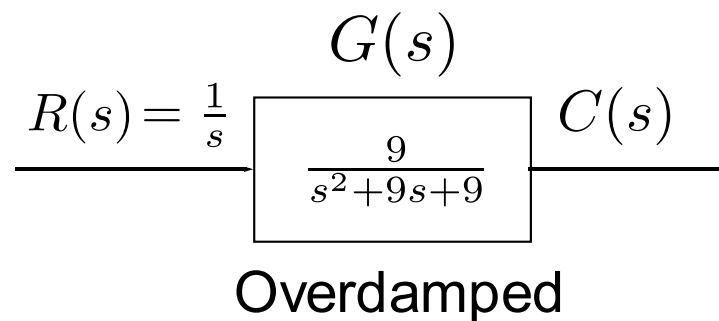 G(s)
R(s) = 1/s
9/(s²+9s+9)
C(s)
Overdamped